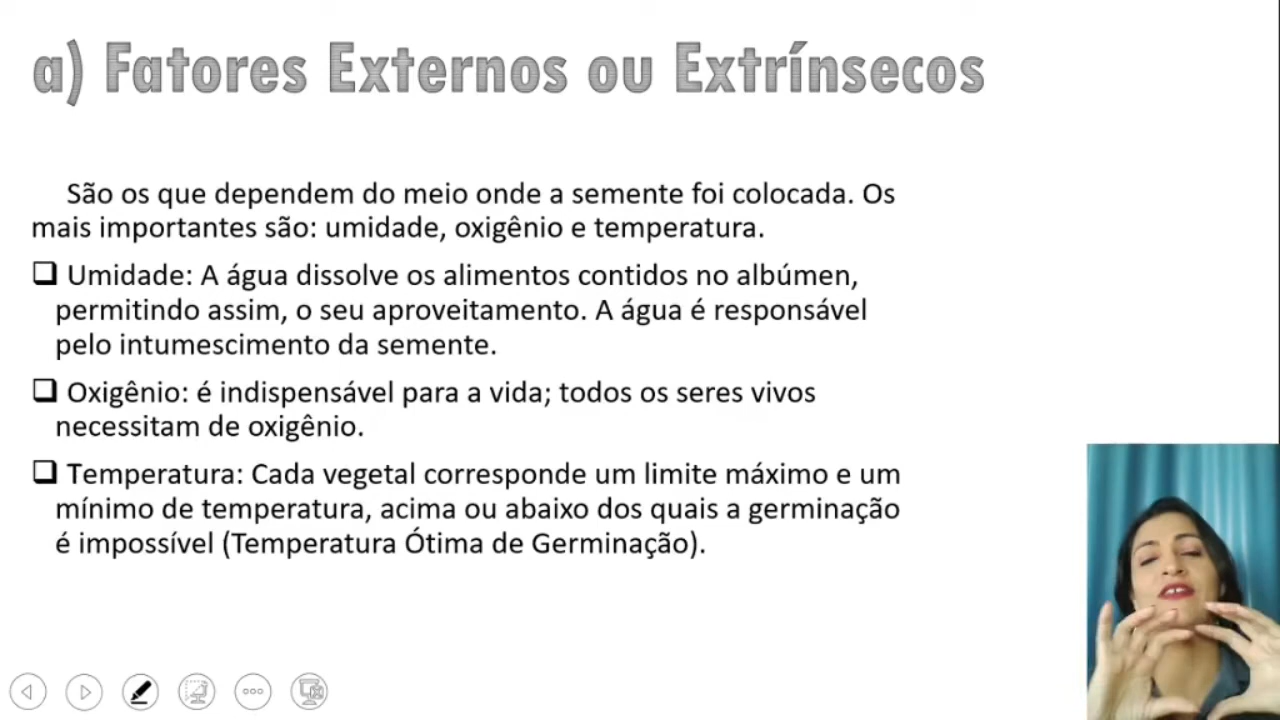 a) Fatores Externos ou Extrínsecos
São os que dependem do meio onde a semente foi colocada. Os
mais importantes são: umidade, oxigênio e temperatura.
Umidade: A água dissolve os alimentos contidos no albúmen,
permitindo assim, o seu aproveitamento. A água é responsável
pelo intumescimento da semente.
Oxigênio: é indispensável para a vida; todos os seres vivos
necessitam de oxigênio.
Temperatura: Cada vegetal corresponde um limite máximo e um
mínimo de temperatura, acima ou abaixo dos quais a germinação
é impossível (Temperatura Ótima de Germinação).